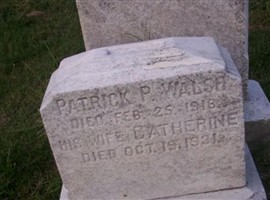 PATRICK P. WALSH
DIED FEB. 25, 1918.
HIS WIFE CATHERINE
DIED OCT. 15, 1931.